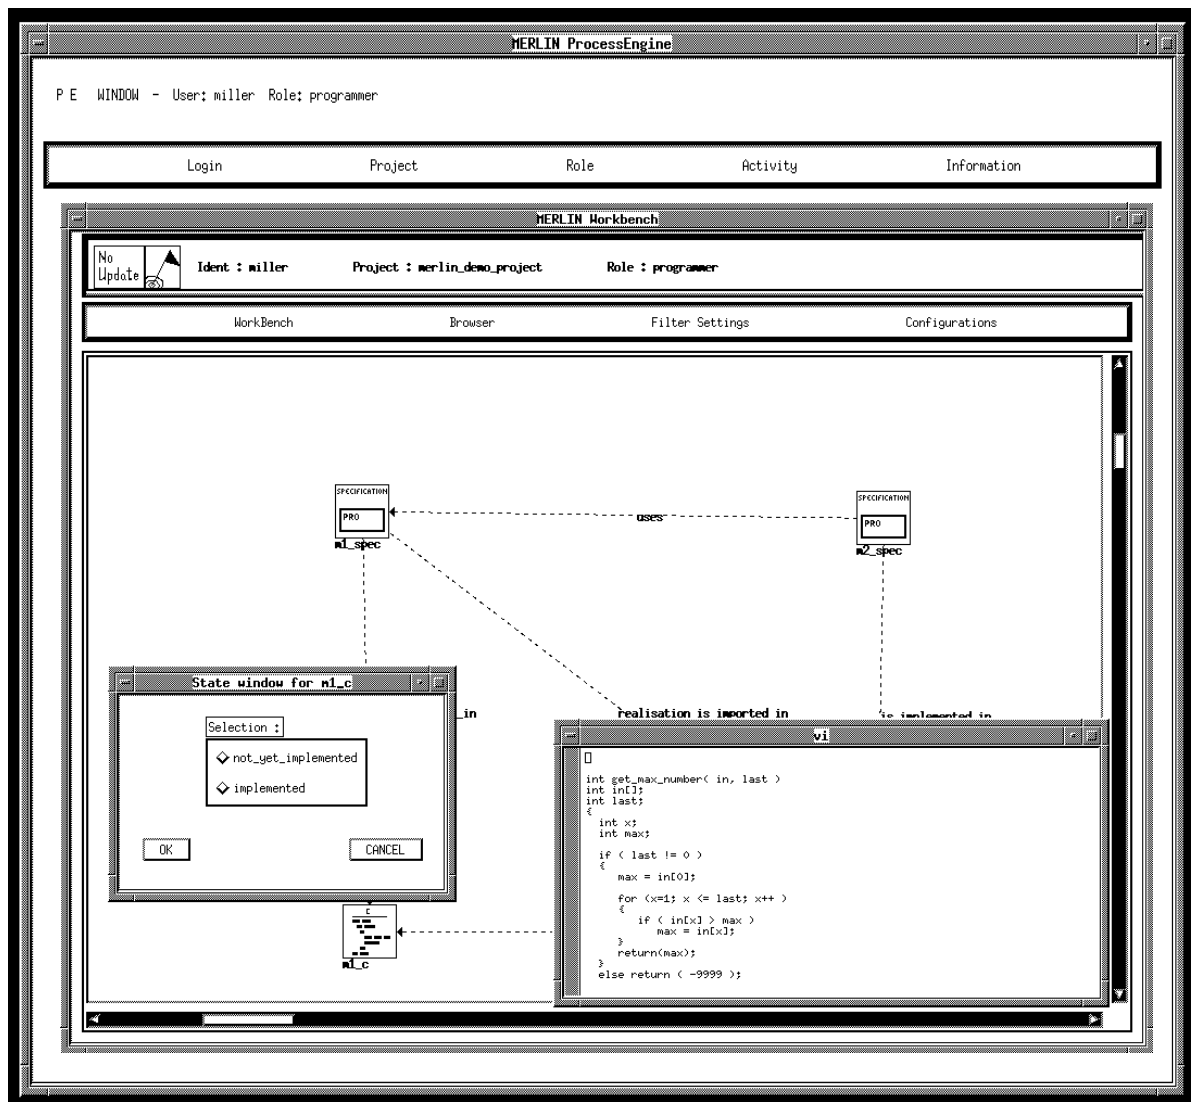 MERLIN ProcessEngine
P E WINDOW - User: miller Role: programmer
Login Project Role Activity Information
MERLIN Workbench
No
Update
Ident : miller Project : merlin_demo_project Role : programmer
WorkBench Browser Filter Settings Configurations
SPECIFICATION
PRO
m1_spec
uses
SPECIFICATION
PRO
m2_spec
_in
realisation is imported in
is implemented in
State window for m1_c
Selection :
not_yet_implemented
implemented
OK CANCEL
C
m1_c
vi
int get_max_number( in, last )
int in[];
int last;
{
int x;
int max;
if ( last != 0 )
{
max = in[0];
for (x=1; x <= last; x++ )
{
if ( in[x] > max )
max = in[x];
}
return(max);
}
else return ( -9999 );